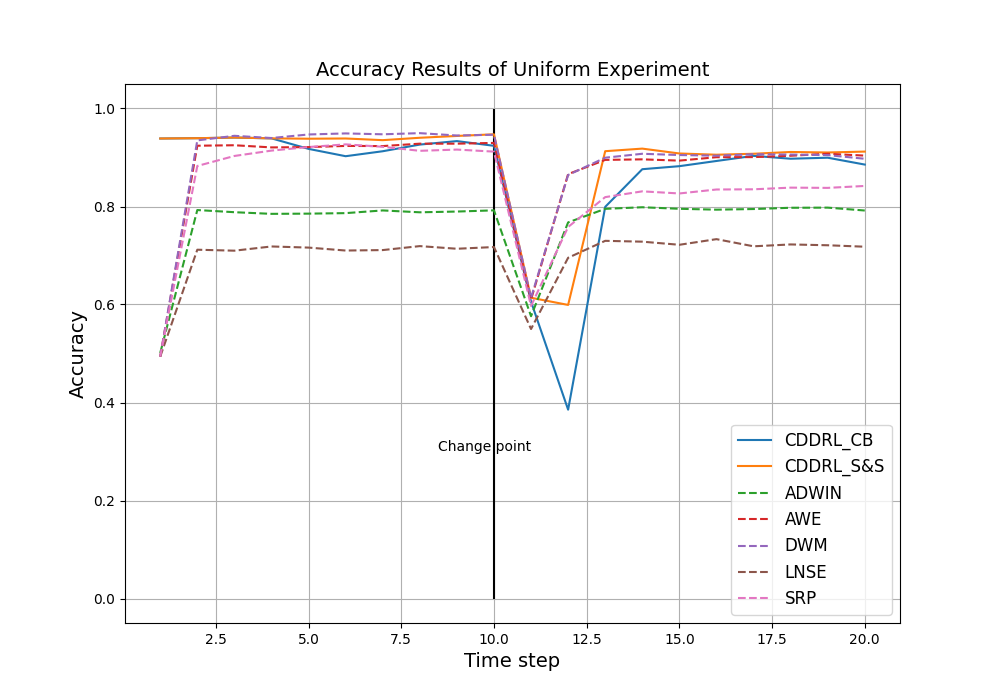 Accuracy Results of Uniform Experiment
1.0
0.8
0.6
0.4
0.2
0.0
Accuracy
Change point
CDDRL_CB
CDDRL_S&S
ADWIN
AWE
DWM
LNSE
SRP
2.5 5.0 7.5 10.0 12.5 15.0 17.5 20.0
Time step